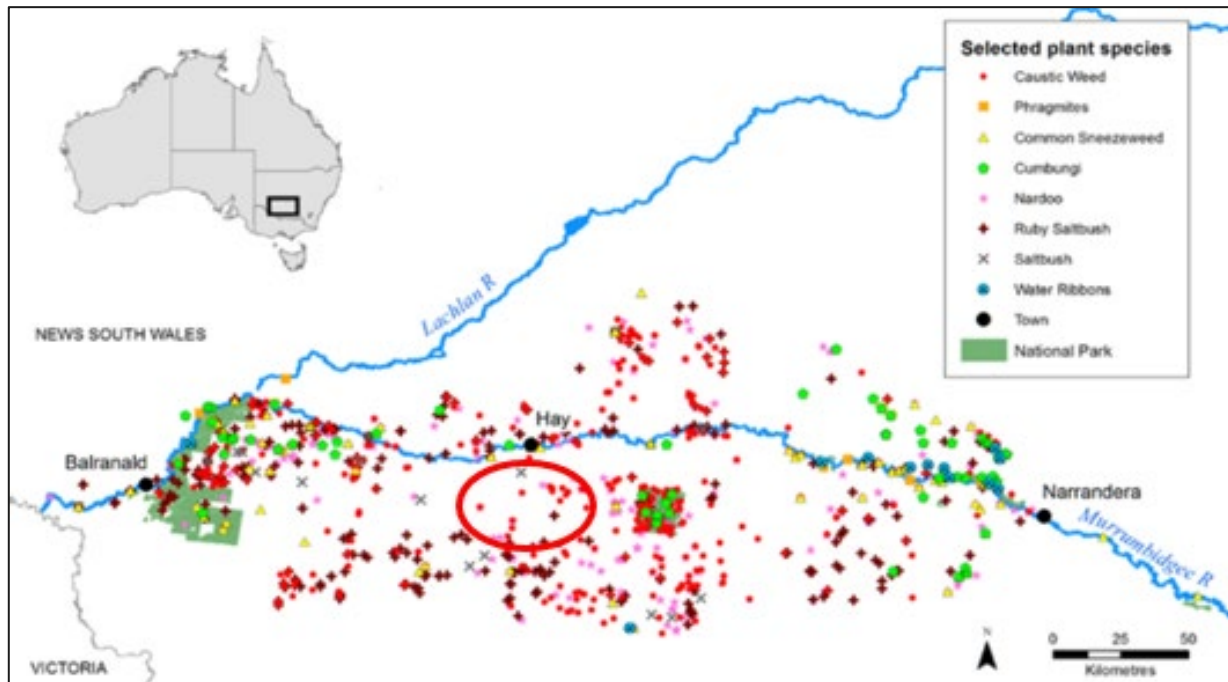 Selected plant species
Caustic Weed
Phragmites
Common Sneezeweed
Cumbungi
Nardoo
Ruby Saltbush
Saltbush
Water Ribbons
Town
National Park
Lachlan R
NEWS SOUTH WALES
Hay
Balranald
Narrandera
Murrumbidgee R
VICTORIA
N
0 25 50
Kilometres